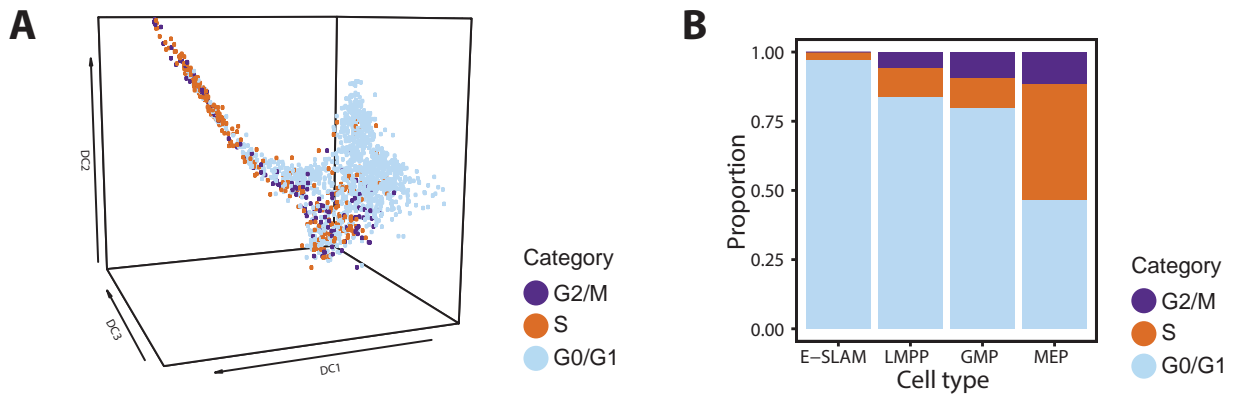 A
DC2
DC3
DC1
Category
G2/M
S
G0/G1
B
Proportion
1.00
0.75
0.50
0.25
0.00
E−SLAM
LMPP
GMP
MEP
Cell type
Category
G2/M
S
G0/G1